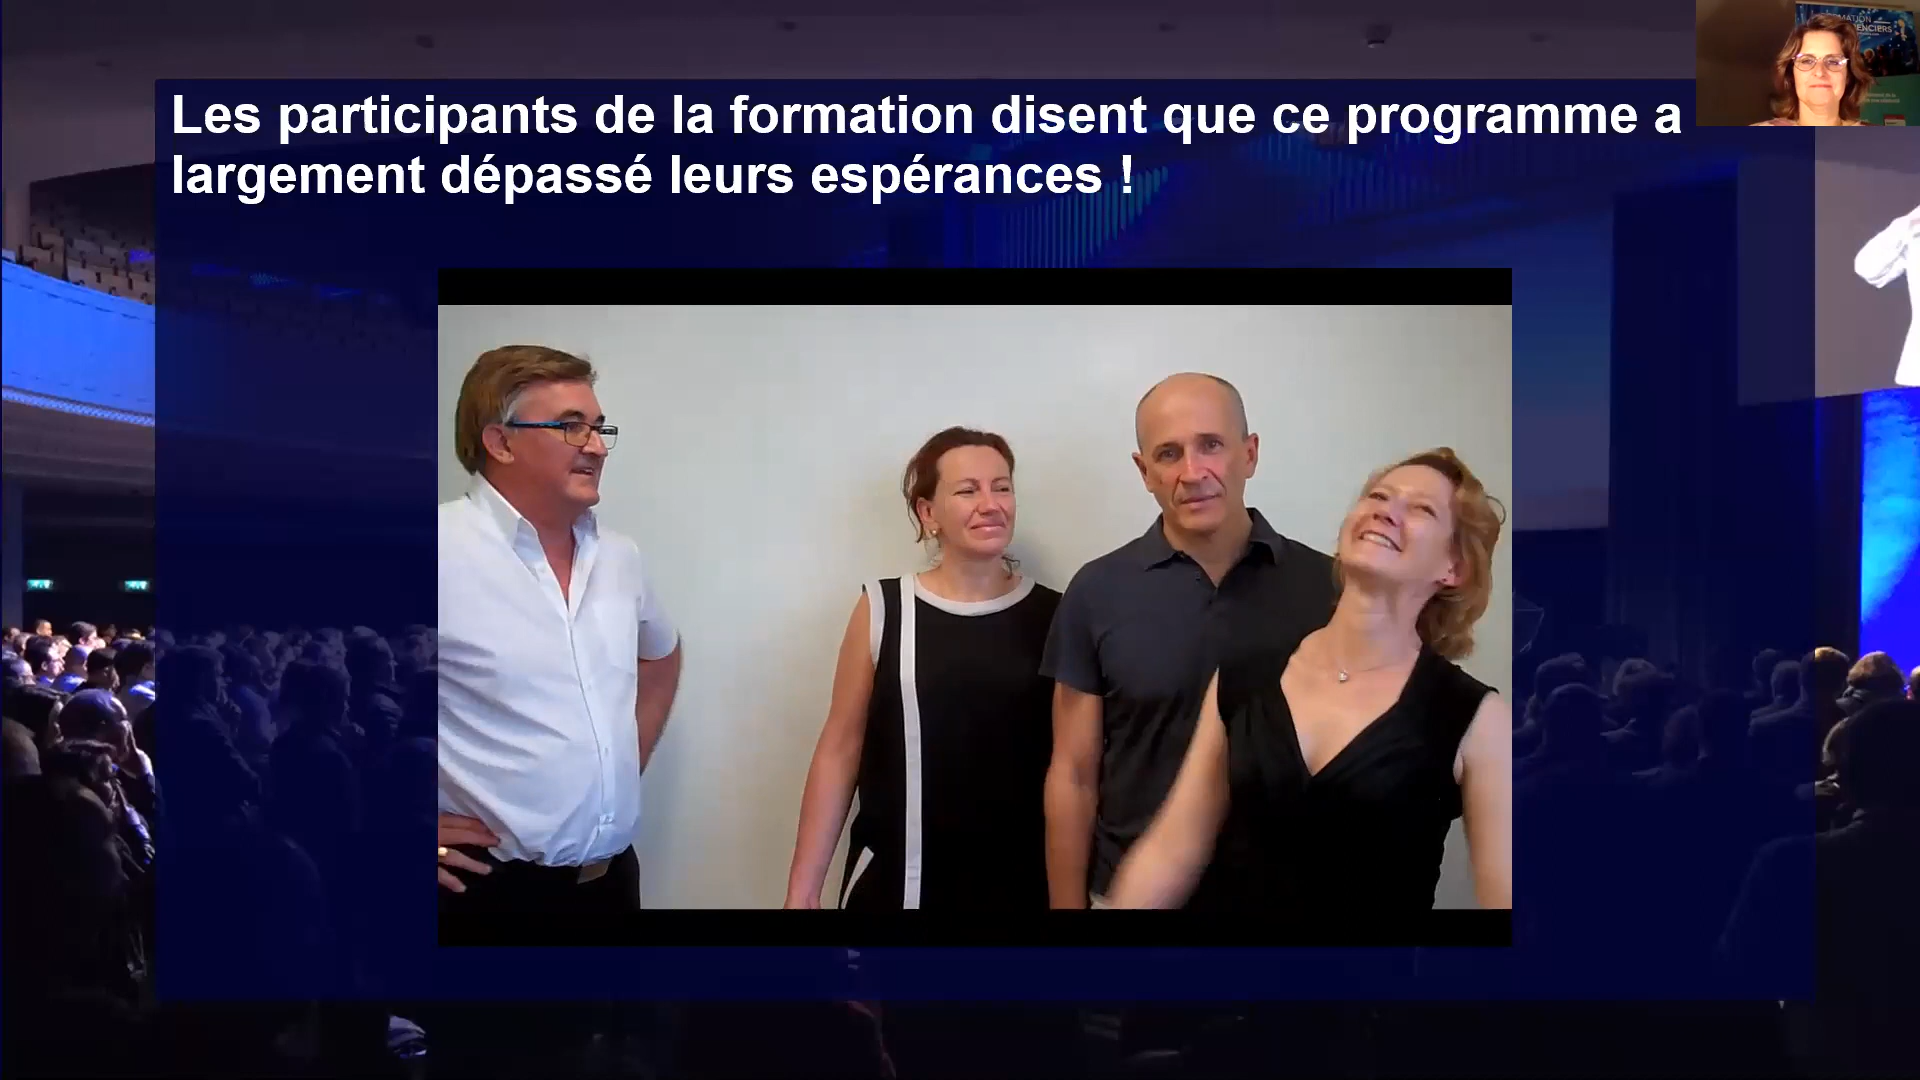 Les participants de la formation disent que ce programme a
largement dépassé leurs espérances !